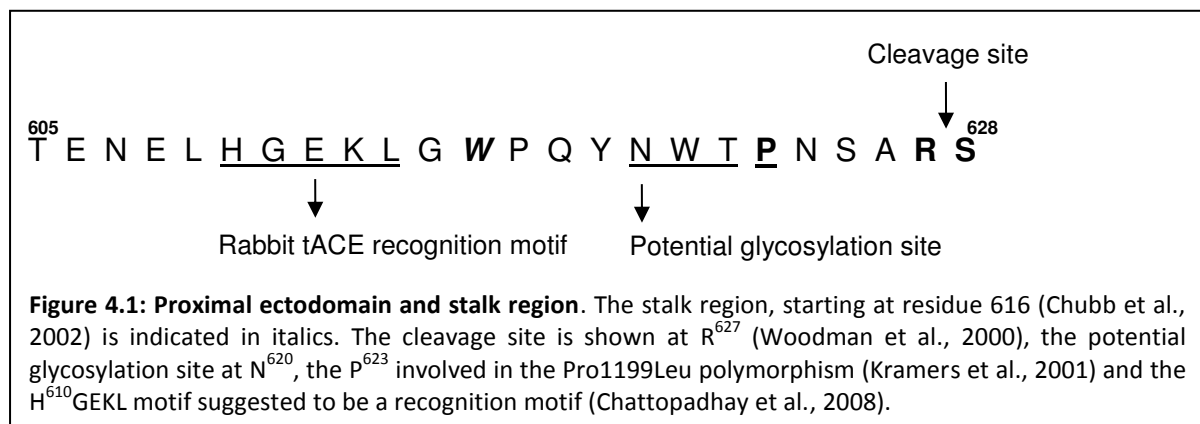 Cleavage site
605 628
T E N E L H G E K L G W P Q Y N W T P N S A R S
Rabbit tACE recognition motif Potential glycosylation site
Figure 4.1: Proximal ectodomain and stalk region. The stalk region, starting at residue 616 (Chubb et al.,
2002) is indicated in italics. The cleavage site is shown at R627 (Woodman et al., 2000), the potential
glycosylation site at N620, the P623 involved in the Pro1199Leu polymorphism (Kramers et al., 2001) and the
H610GEKL motif suggested to be a recognition motif (Chattopadhay et al., 2008).